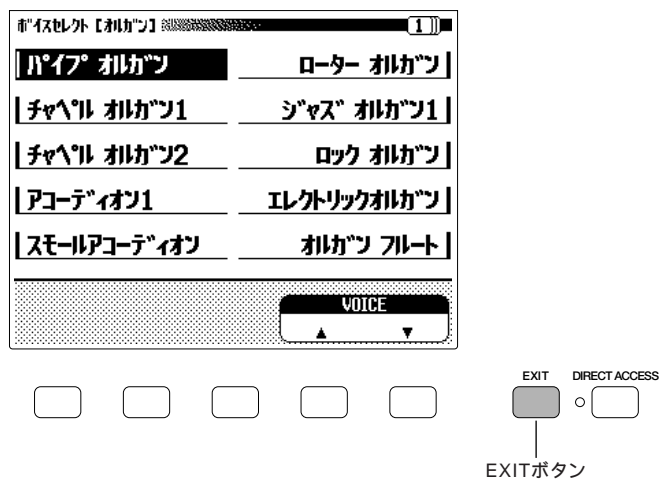 ボイスセレクト【オルガン】 1
パイプ オルガン ローター オルガン
チャペル オルガン1 ジャズ オルガン1
チャペル オルガン2 ロック オルガン
アコーディオン1 エレクトリックオルガン
スモールアコーディオン オルガン フルート
VOICE
▲ ▼
EXIT DIRECT ACCESS
EXITボタン